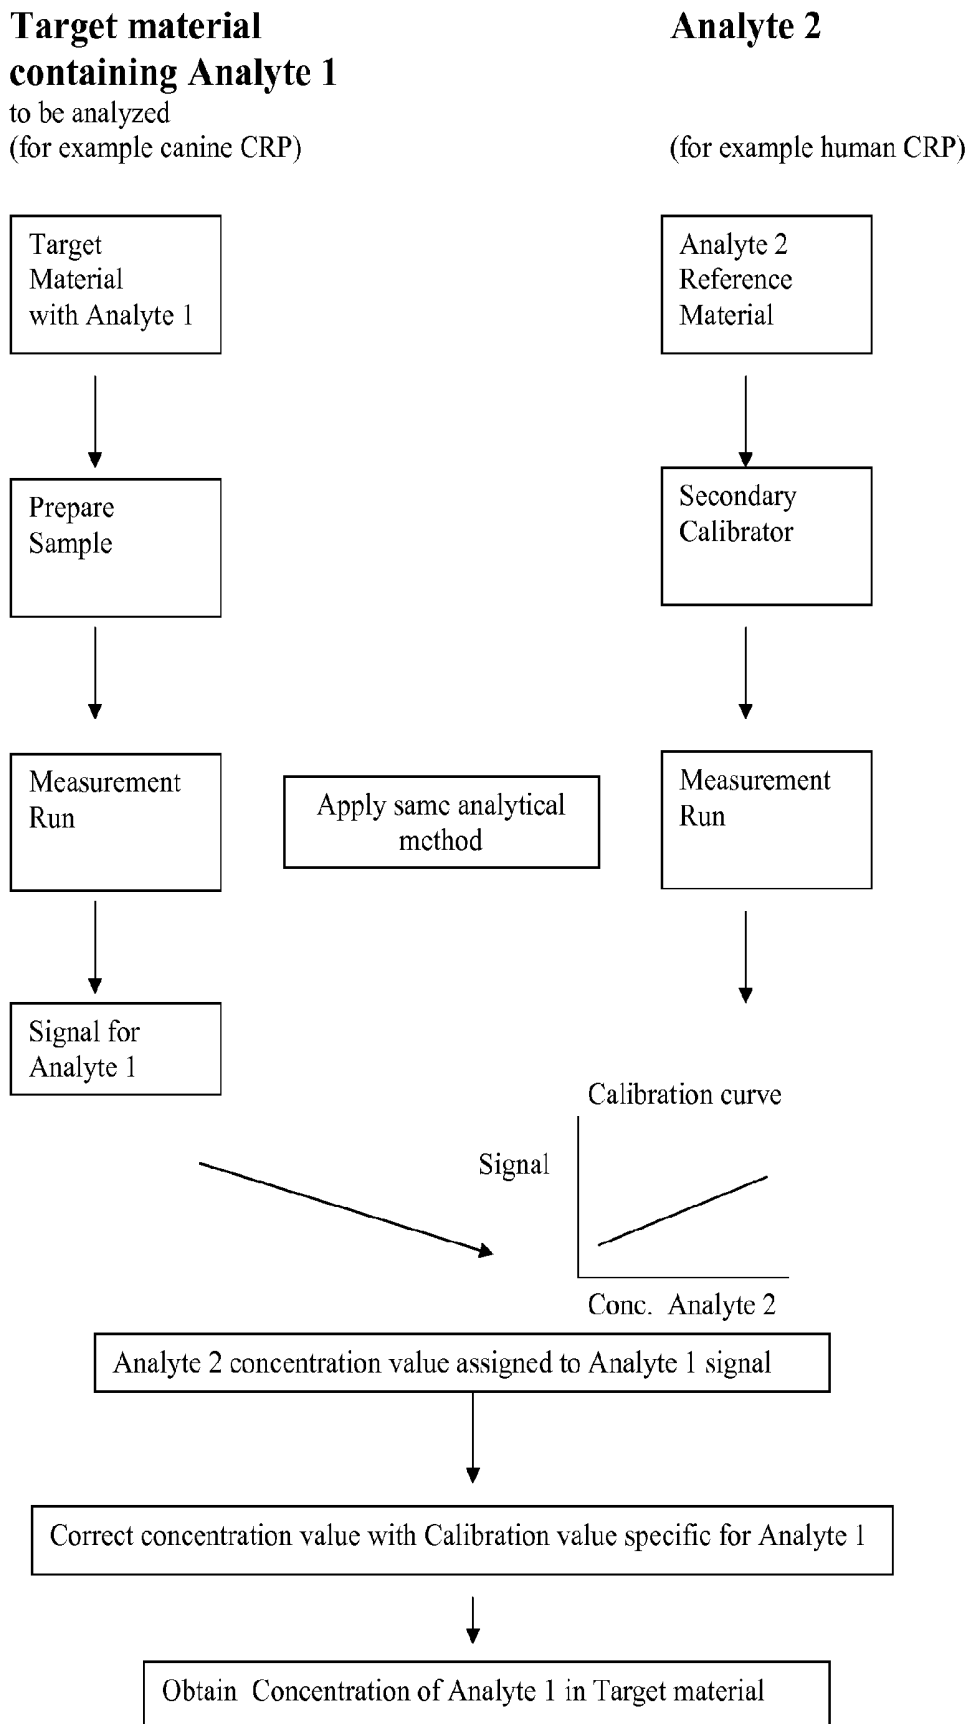 Target material
containing Analyte 1
to be analyzed
(for example canine CRP)
Analyte 2
(for example human CRP)
Target
Material
with Analyte 1
Analyte 2
Reference
Material
Prepare
Sample
Secondary
Calibrator
Measurement
Run
Apply same analytical
method
Measurement
Run
Signal for
Analyte 1
Calibration curve
Signal
Conc. Analyte 2
Analyte 2 concentration value assigned to Analyte 1 signal
Correct concentration value with Calibration value specific for Analyte 1
Obtain Concentration of Analyte 1 in Target material